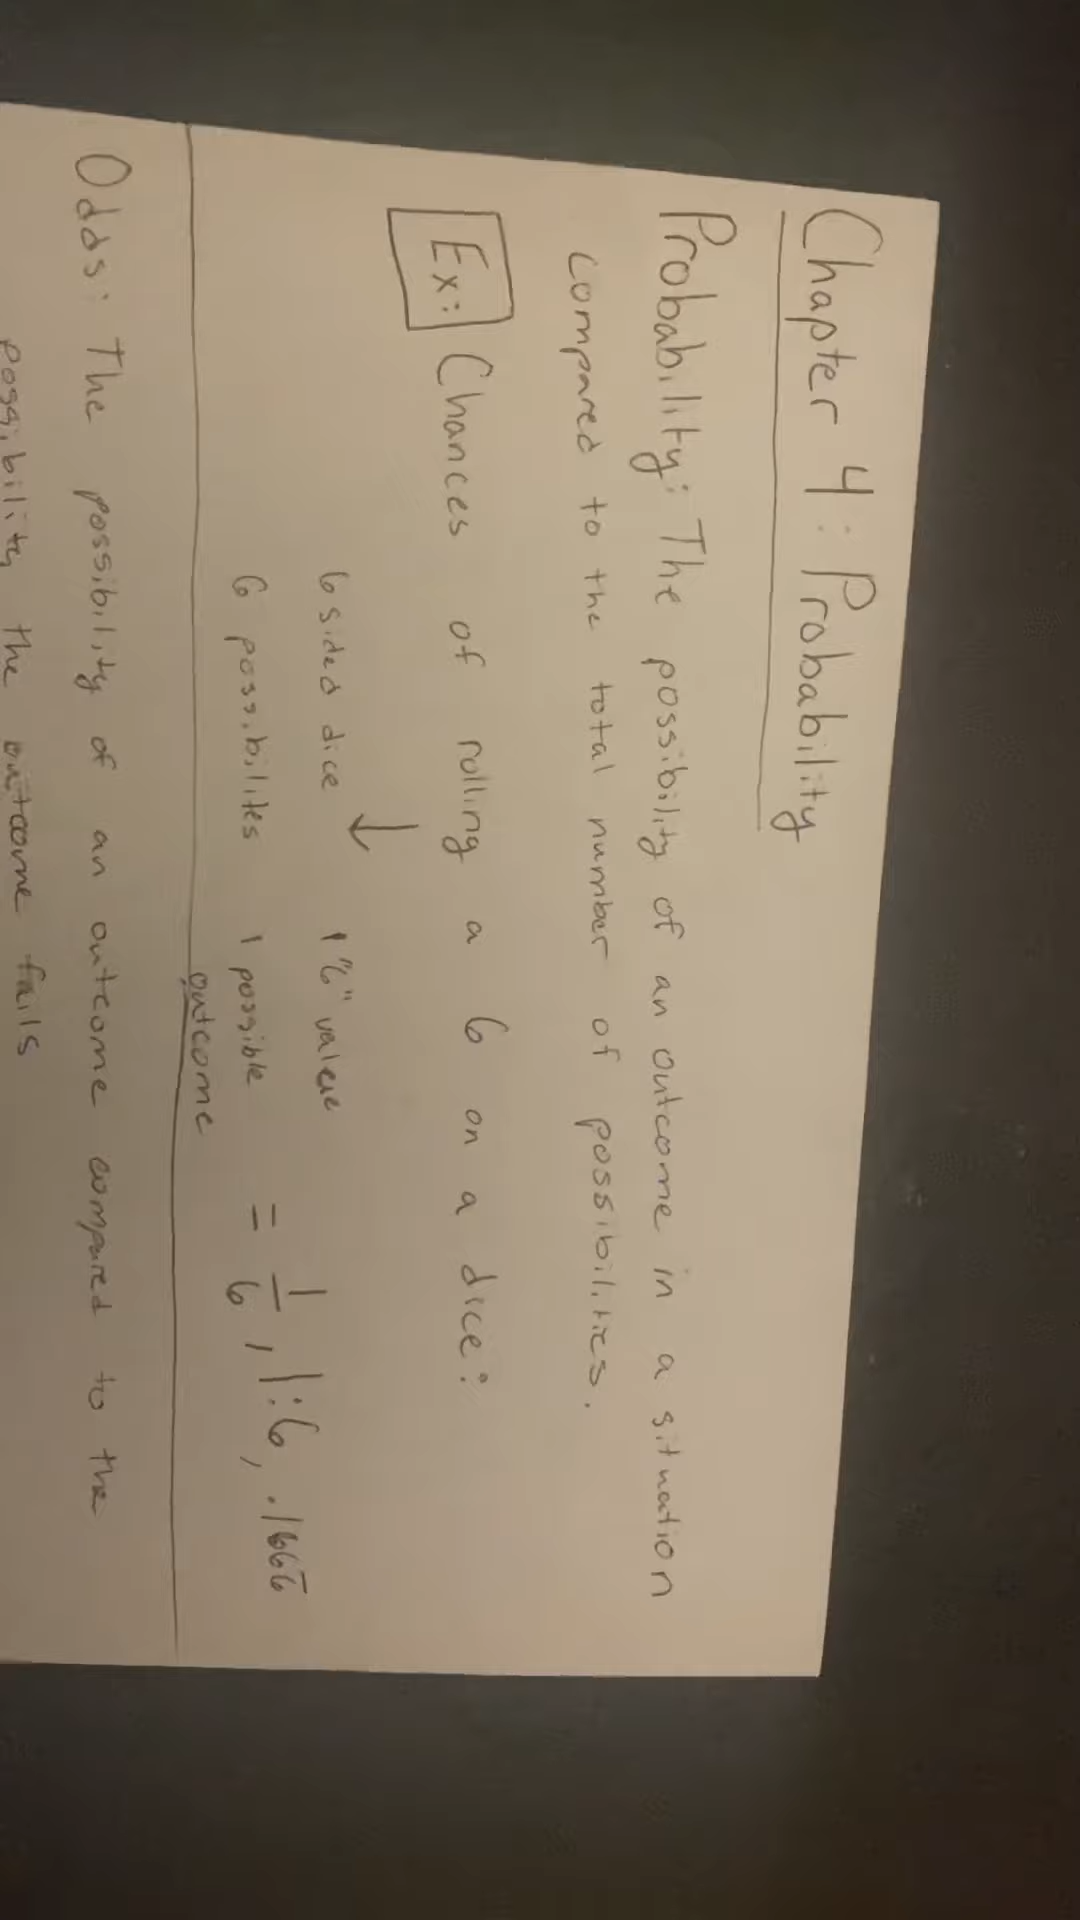 Chapter 4: Probability
Probability: The possibility of an outcome in a situation
compared to the total number of possibilities.
Ex: Chances of rolling a 6 on a dice:
6 sided dice 1 "6" value
6 possibilites 1 possible outcome = 1/6, 1:6, .1666̅
Odds: The possibility of an outcome compared to the
possibility the outcome fails